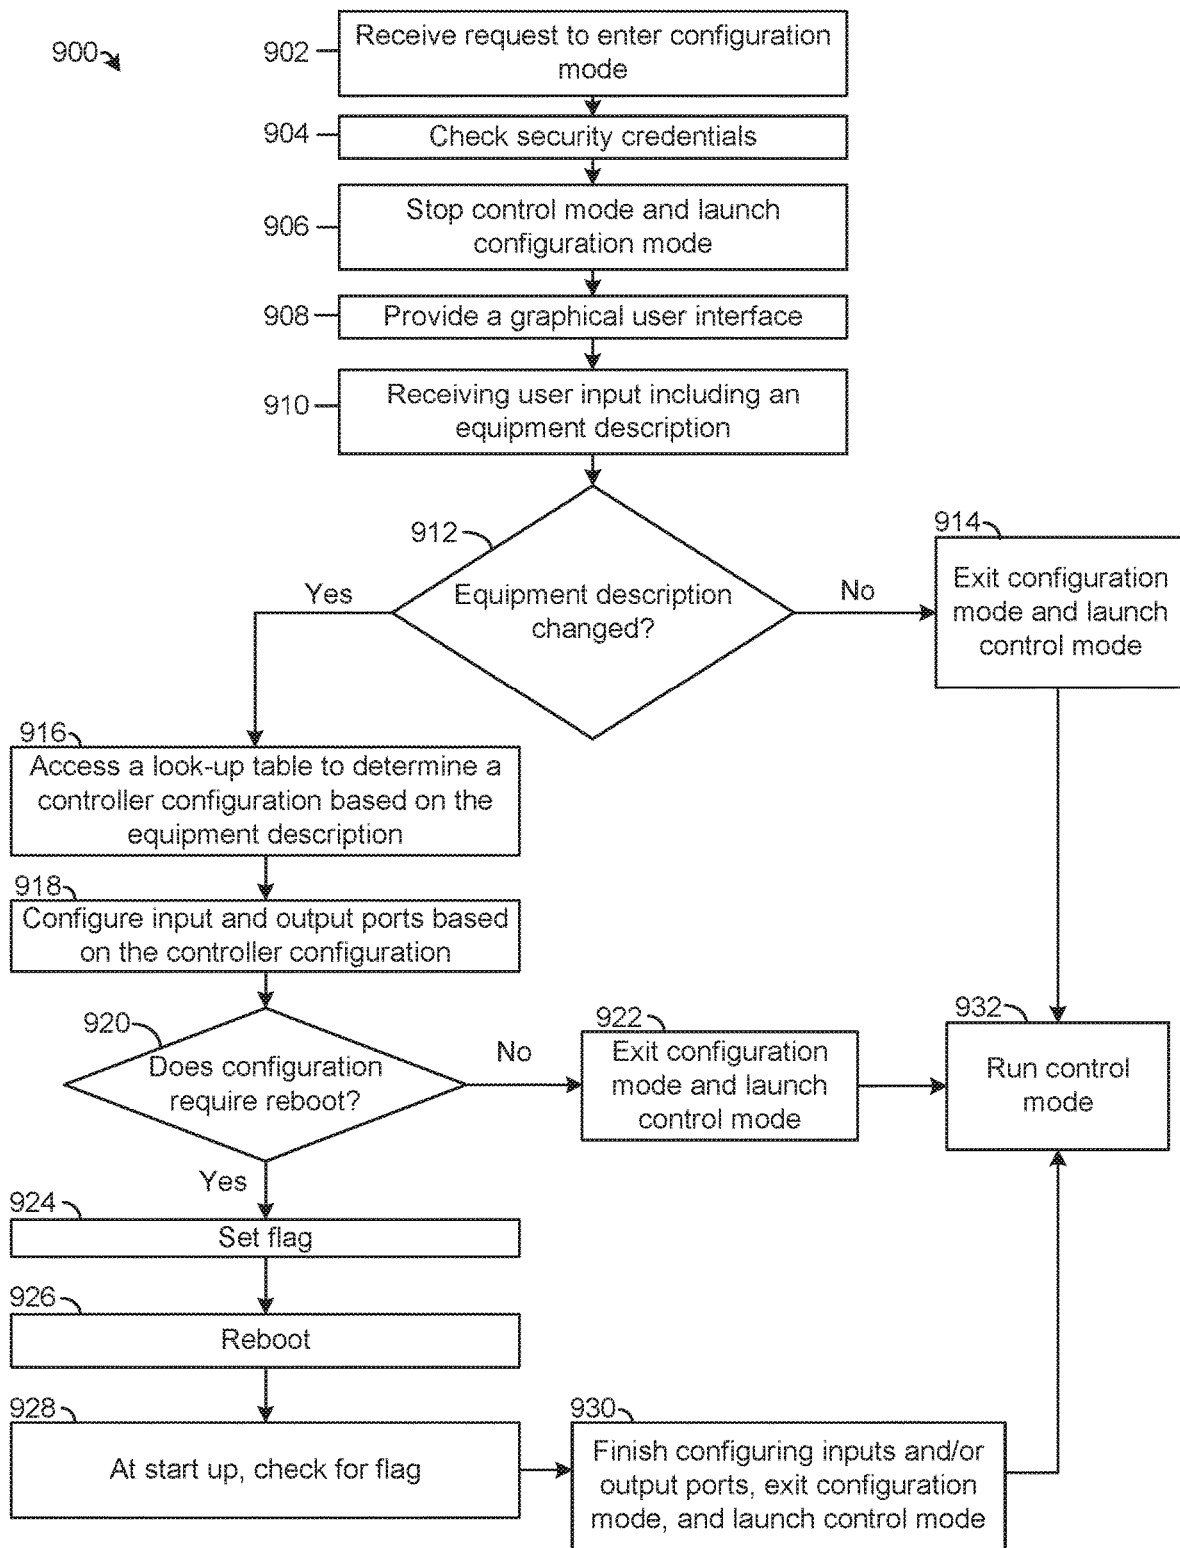 900
902
Receive request to enter configuration
mode
904
Check security credentials
906
Stop control mode and launch
configuration mode
908
Provide a graphical user interface
910
Receiving user input including an
equipment description
912
Equipment description
changed?
Yes
No
914
Exit configuration
mode and launch
control mode
916
Access a look-up table to determine a
controller configuration based on the
equipment description
918
Configure input and output ports based
on the controller configuration
920
Does configuration
require reboot?
No
922
Exit configuration
mode and launch
control mode
932
Run control
mode
Yes
924
Set flag
926
Reboot
928
At start up, check for flag
930
Finish configuring inputs and/or
output ports, exit configuration
mode, and launch control mode